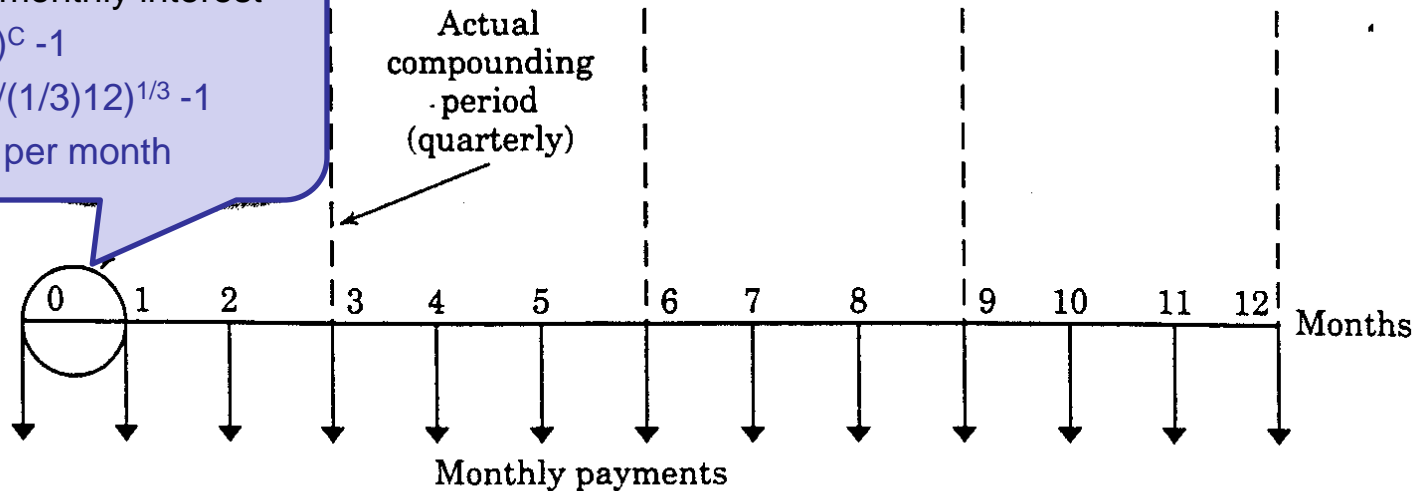 monthly interest
)ᶜ -1
/(1/3)12)^1/3 -1
per month
Actual
compounding
period
(quarterly)
0 1 2 3 4 5 6 7 8 9 10 11 12 Months
Monthly payments